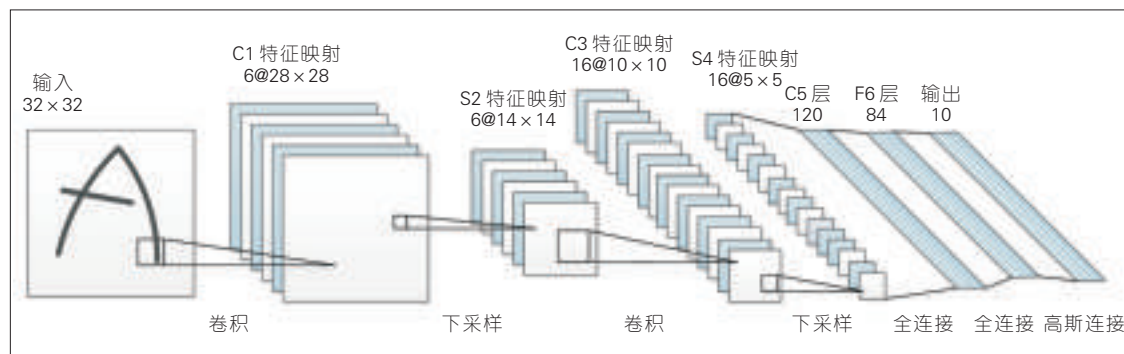 输入
32×32
C1 特征映射
6@28×28
S2 特征映射
6@14×14
C3 特征映射
16@10×10
S4 特征映射
16@5×5
C5 层
120
F6 层
84
输出
10
A
卷积
下采样
卷积
下采样
全连接
全连接
高斯连接